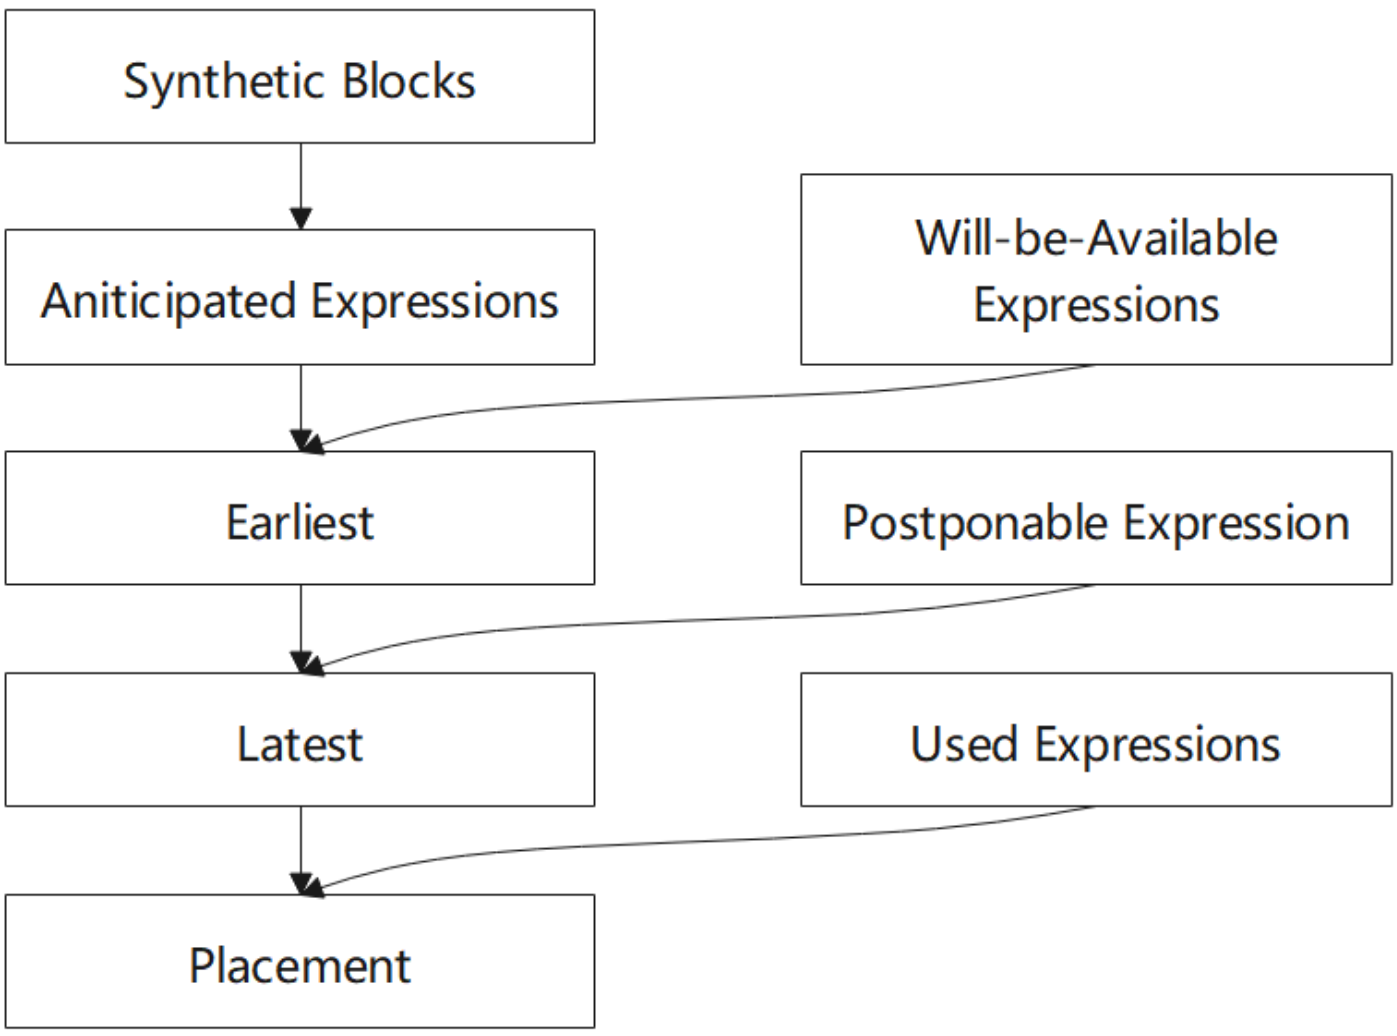 Synthetic Blocks
Aniticipated Expressions
Will-be-Available
Expressions
Earliest
Postponable Expression
Latest
Used Expressions
Placement